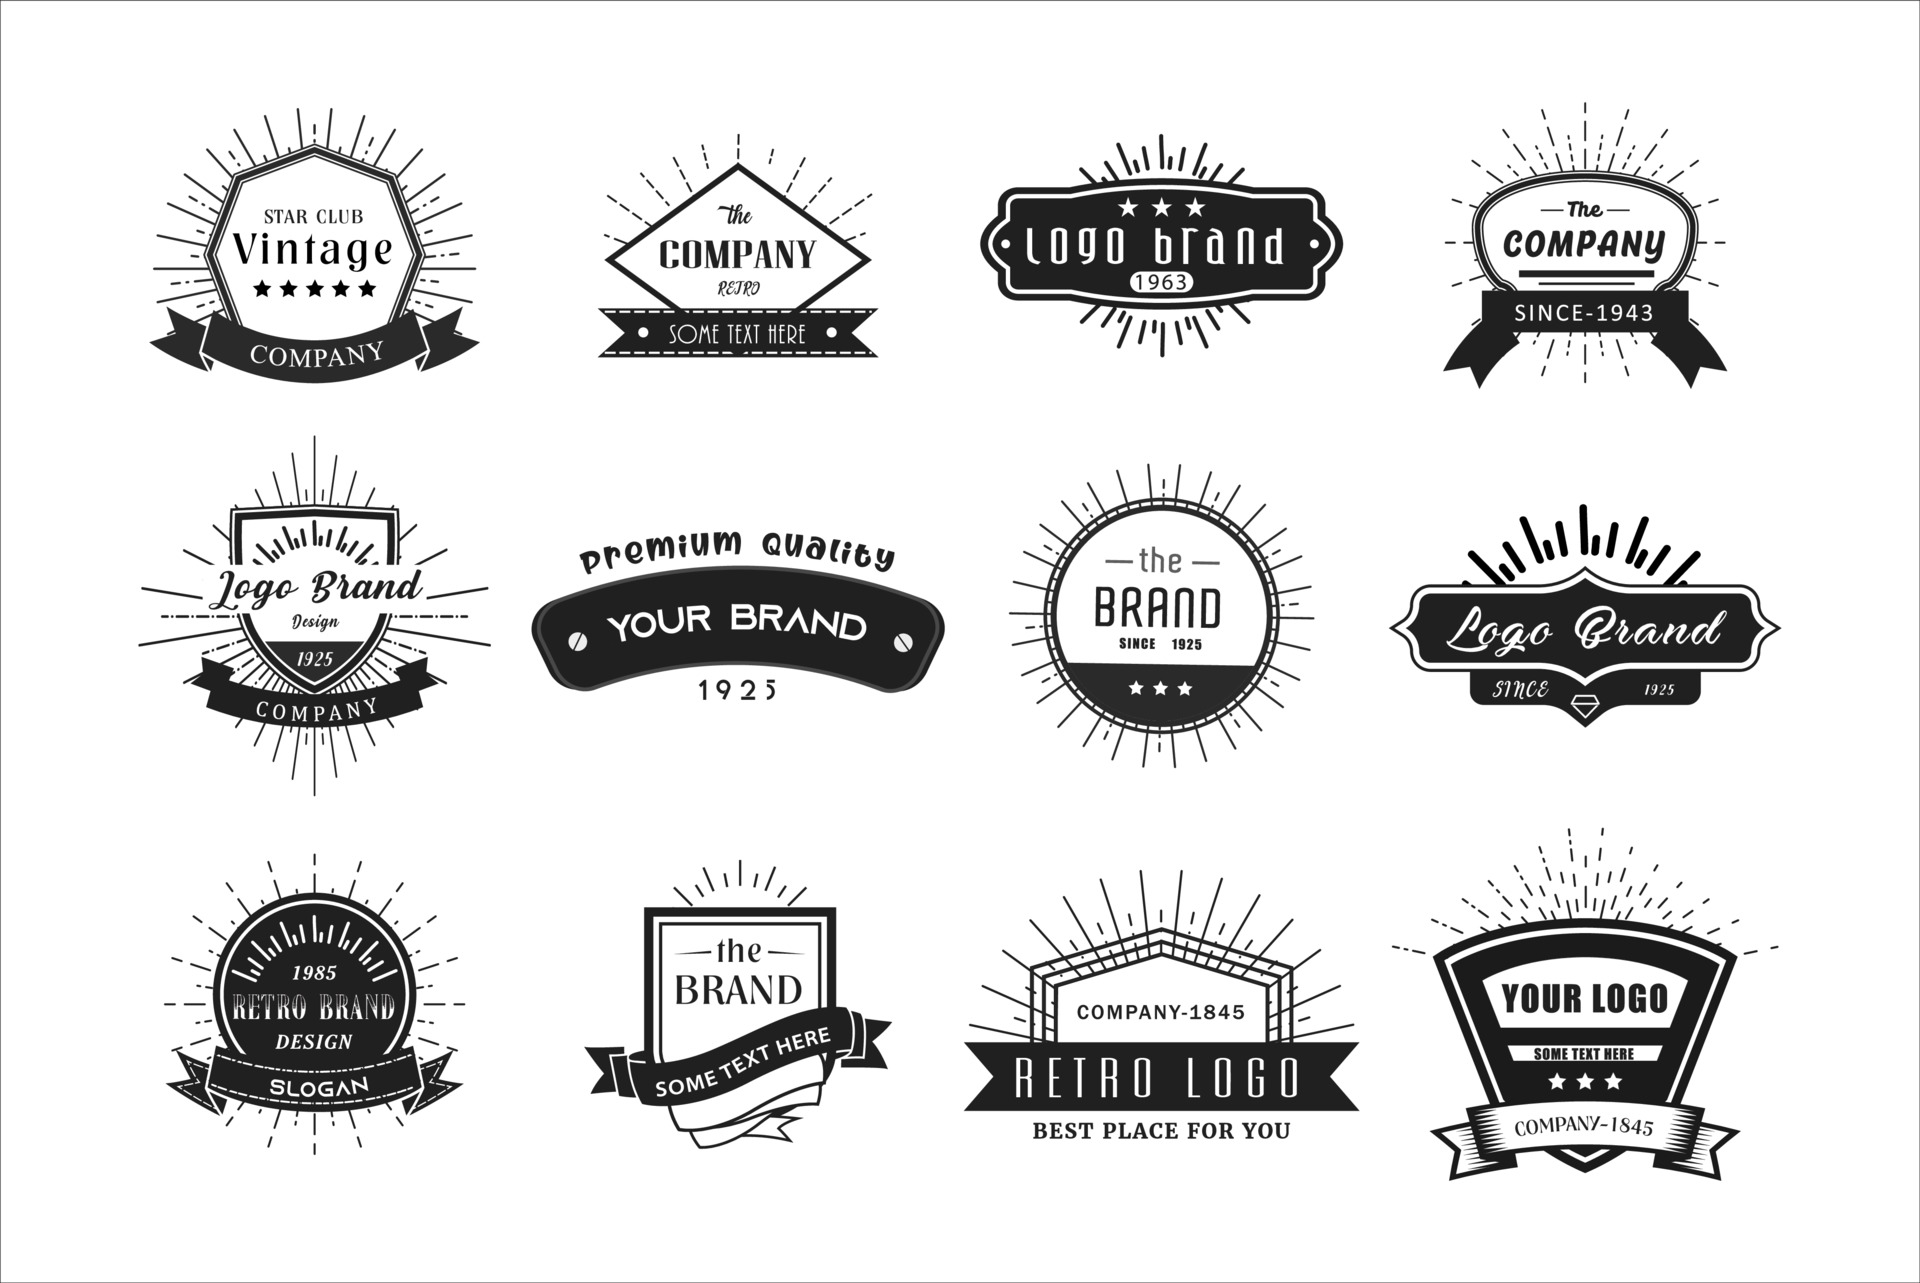 STAR CLUB
Vintage
COMPANY
the
COMPANY
RETRO
SOME TEXT HERE
Logo brand
1963
The
COMPANY
SINCE-1943
Logo Brand
Design
1925
COMPANY
Premium Quality
YOUR BRAND
1925
the
BRAND
SINCE 1925
Logo Brand
SINCE 1925
1985
RETRO BRAND
DESIGN
SLOGAN
the
BRAND
SOME TEXT HERE
COMPANY-1845
RETRO LOGO
BEST PLACE FOR YOU
YOUR LOGO
SOME TEXT HERE
COMPANY-1845